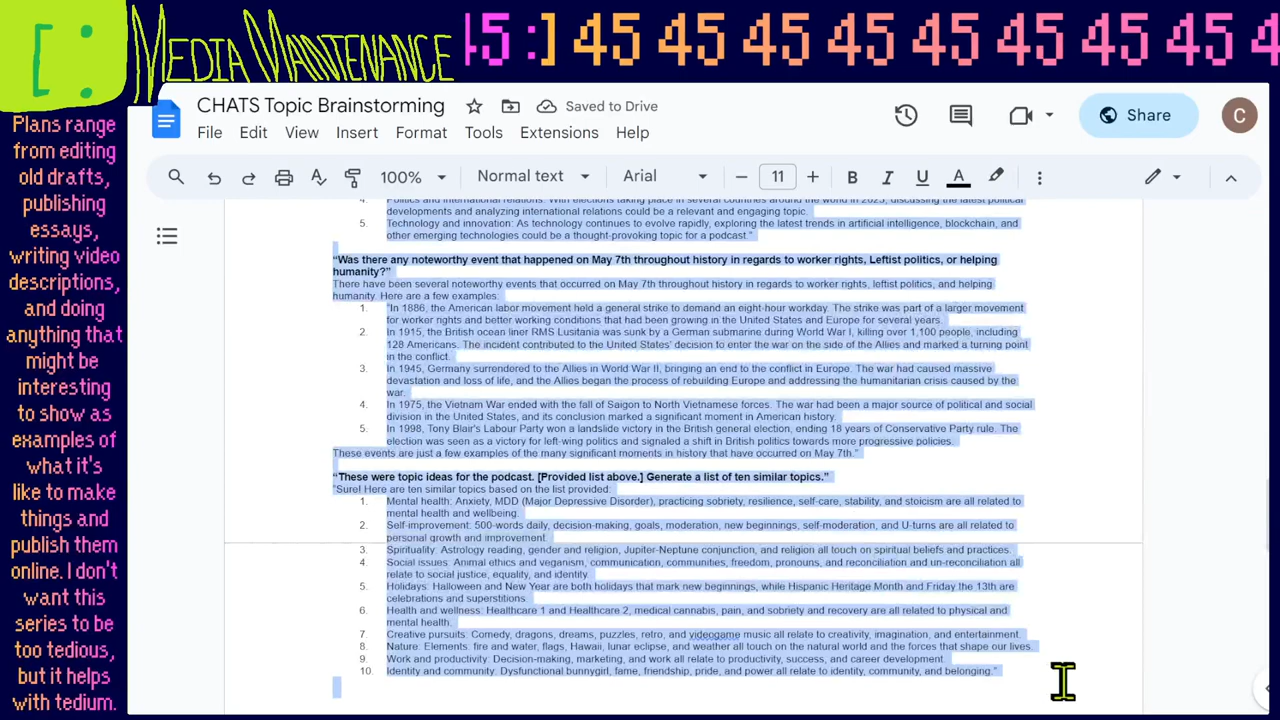 [:
MEDIA MAINTENANCE
45 :] 45 45 45 45 45 45 45 45 4
Plans range
from editing
old drafts,
publishing
essays,
writing video
descriptions,
and doing
anything that
might be
interesting
to show as
examples of
what it's
like to make
things and
publish them
online. I don't
want this
series to be
too tedious,
but it helps
with tedium.
CHATS Topic Brainstorming
Saved to Drive
File Edit View Insert Format Tools Extensions Help
Share
C
100% Normal text Arial 11 B I U A
4. Politics and international relations: With elections taking place in several countries around the world in 2023, discussing the latest political
developments and analyzing international relations could be a relevant and engaging topic.
5. Technology and innovation: As technology continues to evolve rapidly, exploring the latest trends in artificial intelligence, blockchain, and
other emerging technologies could be a thought-provoking topic for a podcast."
“Was there any noteworthy event that happened on May 7th throughout history in regards to worker rights, Leftist politics, or helping
humanity?”
There have been several noteworthy events that occurred on May 7th throughout history in regards to worker rights, leftist politics, and helping
humanity. Here are a few examples:
1. "In 1886, the American labor movement held a general strike to demand an eight-hour workday. The strike was part of a larger movement
for worker rights and better working conditions that had been growing in the United States and Europe for several years.
2. In 1915, the British ocean liner RMS Lusitania was sunk by a German submarine during World War I, killing over 1,100 people, including
128 Americans. The incident contributed to the United States' decision to enter the war on the side of the Allies and marked a turning point
in the conflict.
3. In 1945, Germany surrendered to the Allies in World War II, bringing an end to the conflict in Europe. The war had caused massive
devastation and loss of life, and the Allies began the process of rebuilding Europe and addressing the humanitarian crisis caused by the
war.
4. In 1975, the Vietnam War ended with the fall of Saigon to North Vietnamese forces. The war had been a major source of political and social
division in the United States, and its conclusion marked a significant moment in American history.
5. In 1998, Tony Blair's Labour Party won a landslide victory in the British general election, ending 18 years of Conservative Party rule. The
election was seen as a victory for left-wing politics and signaled a shift in British politics towards more progressive policies.
These events are just a few examples of the many significant moments in history that have occurred on May 7th."
“These were topic ideas for the podcast. [Provided list above.] Generate a list of ten similar topics.”
"Sure! Here are ten similar topics based on the list provided:
1. Mental health: Anxiety, MDD (Major Depressive Disorder), practicing sobriety, resilience, self-care, stability, and stoicism are all related to
mental health and wellbeing.
2. Self-improvement: 500-words daily, decision-making, goals, moderation, new beginnings, self-moderation, and U-turns are all related to
personal growth and improvement.
3. Spirituality: Astrology reading, gender and religion, Jupiter-Neptune conjunction, and religion all touch on spiritual beliefs and practices.
4. Social issues: Animal ethics and veganism, communication, communities, freedom, pronouns, and reconciliation and un-reconciliation all
relate to social justice, equality, and identity.
5. Holidays: Halloween and New Year are both holidays that mark new beginnings, while Hispanic Heritage Month and Friday the 13th are
celebrations and superstitions.
6. Health and wellness: Healthcare 1 and Healthcare 2, medical cannabis, pain, and sobriety and recovery are all related to physical and
mental health.
7. Creative pursuits: Comedy, dragons, dreams, puzzles, retro, and videogame music all relate to creativity, imagination, and entertainment.
8. Nature: Elements: fire and water, flags, Hawaii, lunar eclipse, and weather all touch on the natural world and the forces that shape our lives.
9. Work and productivity: Decision-making, marketing, and work all relate to productivity, success, and career development.
10. Identity and community: Dysfunctional bunnygirl, fame, friendship, pride, and power all relate to identity, community, and belonging."